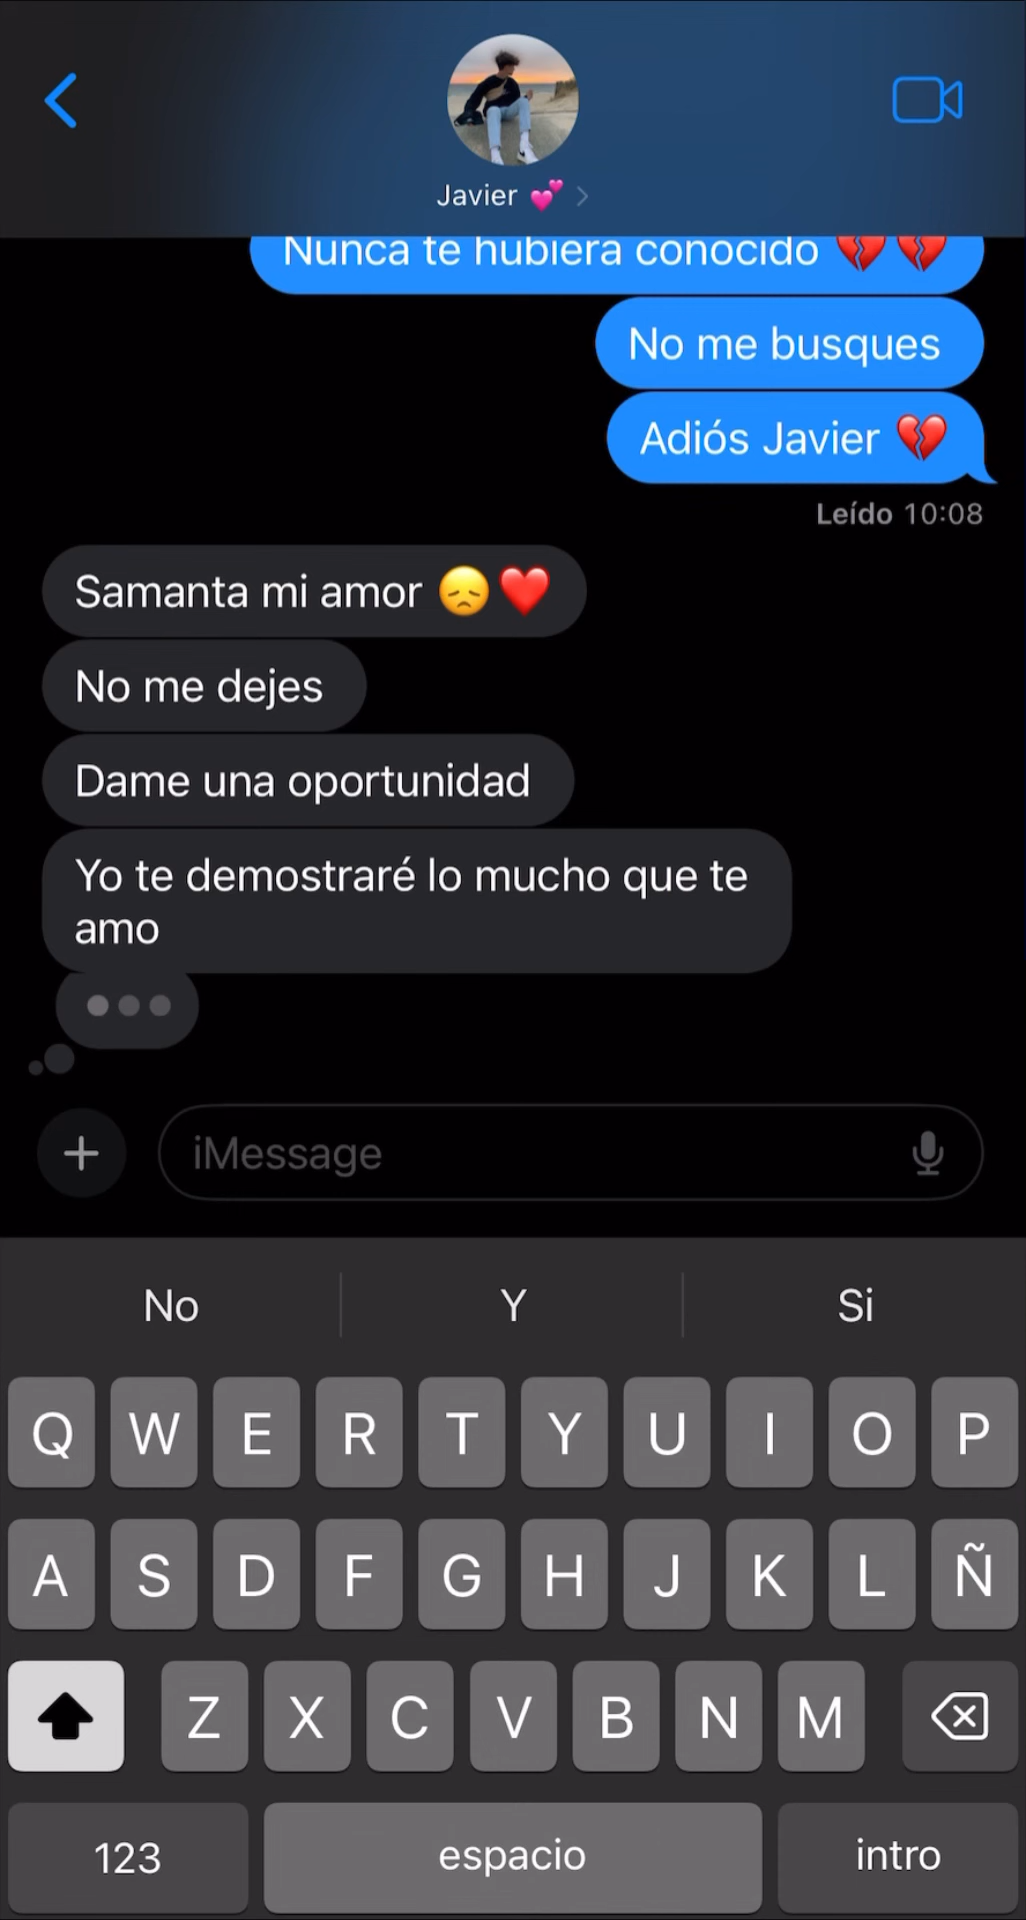 Javier 💕
Nunca te hubiera conocido 💔💔
No me busques
Adiós Javier 💔
Leído 10:08
Samanta mi amor 😞❤️
No me dejes
Dame una oportunidad
Yo te demostraré lo mucho que te
amo
iMessage
No Y Si
Q W E R T Y U I O P
A S D F G H J K L Ñ
Z X C V B N M
123 espacio intro